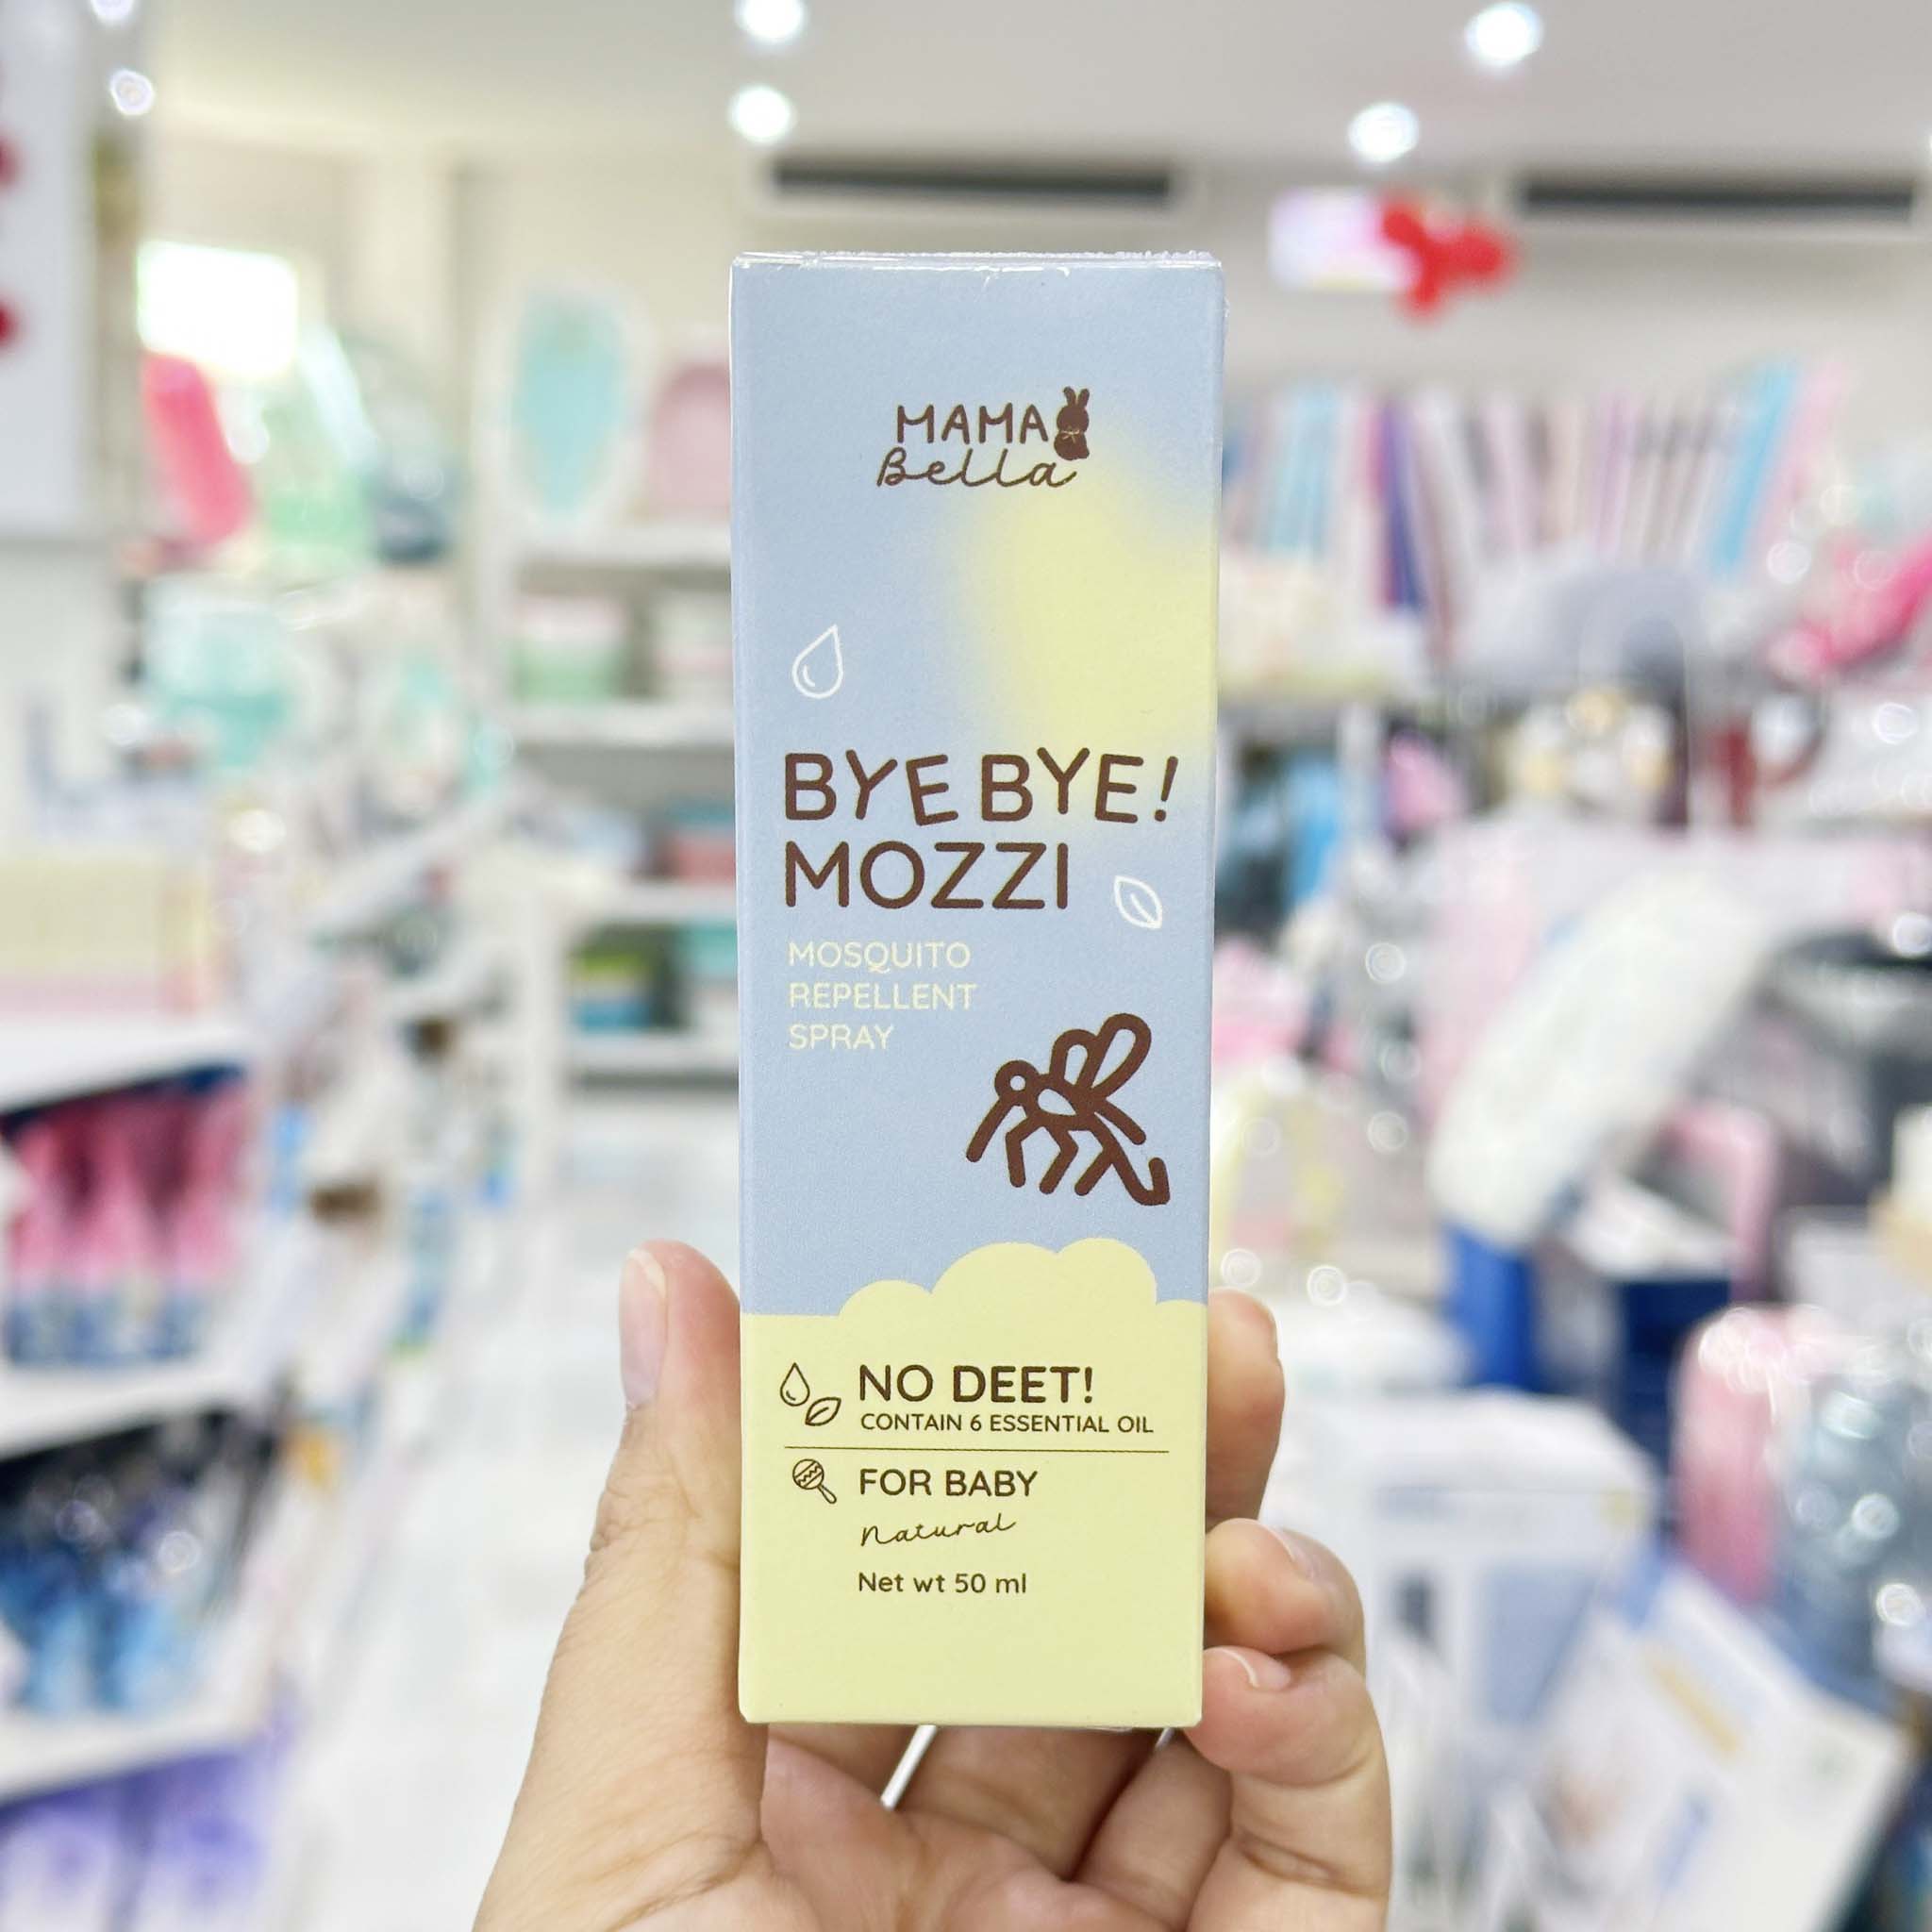 MAMA
Bella
BYE BYE!
MOZZI
MOSQUITO
REPELLENT
SPRAY
NO DEET!
CONTAIN 6 ESSENTIAL OIL
FOR BABY
Natural
Net wt 50 ml